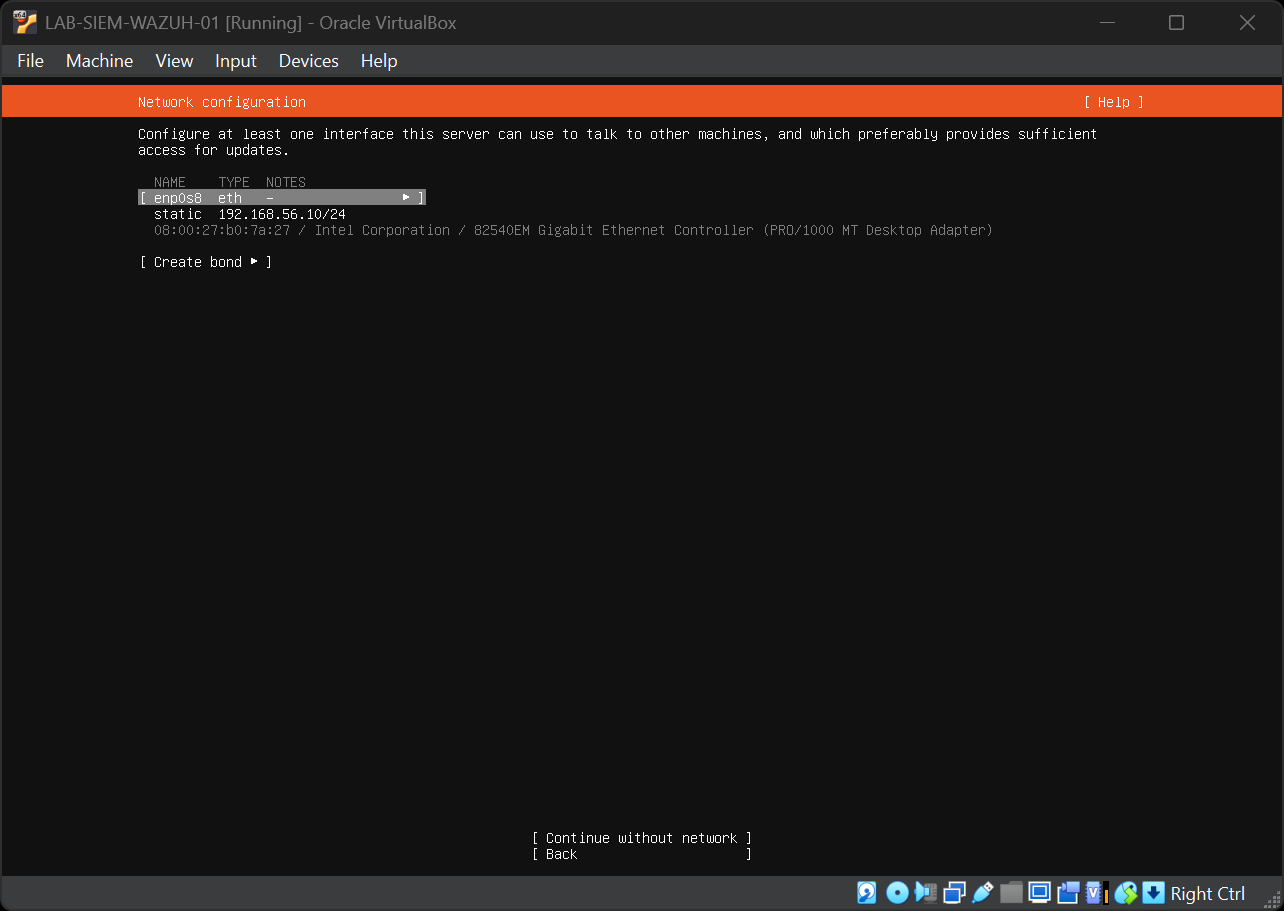 LAB-SIEM-WAZUH-01 [Running] - Oracle VirtualBox
File Machine View Input Devices Help
Network configuration [ Help ]
Configure at least one interface this server can use to talk to other machines, and which preferably provides sufficient
access for updates.
NAME TYPE NOTES
[ enp0s8 eth – ▸ ]
static 192.168.56.10/24
08:00:27:b0:7a:27 / Intel Corporation / 82540EM Gigabit Ethernet Controller (PRO/1000 MT Desktop Adapter)
[ Create bond ▸ ]
[ Continue without network ]
[ Back ]
Right Ctrl